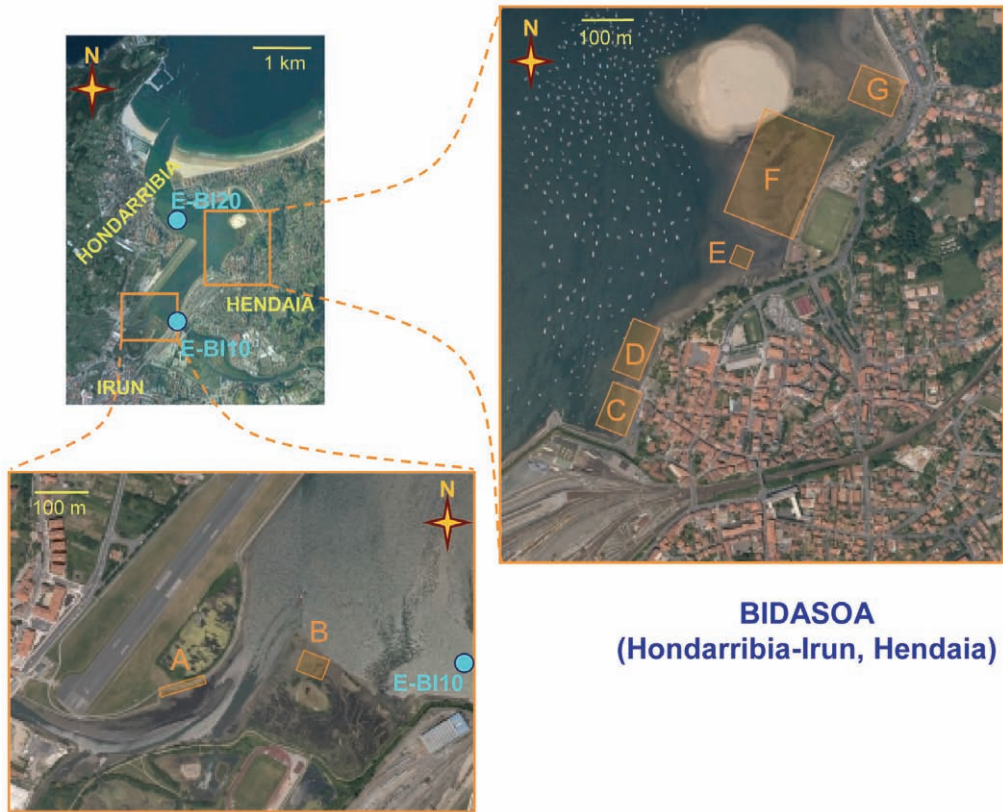 N
1 km
HONDARRIBIA
E-BI20
HENDAIA
E-BI10
IRUN
N
100 m
G
F
E
D
C
100 m
N
A
B
E-BI10
BIDASOA
(Hondarribia-Irun, Hendaia)